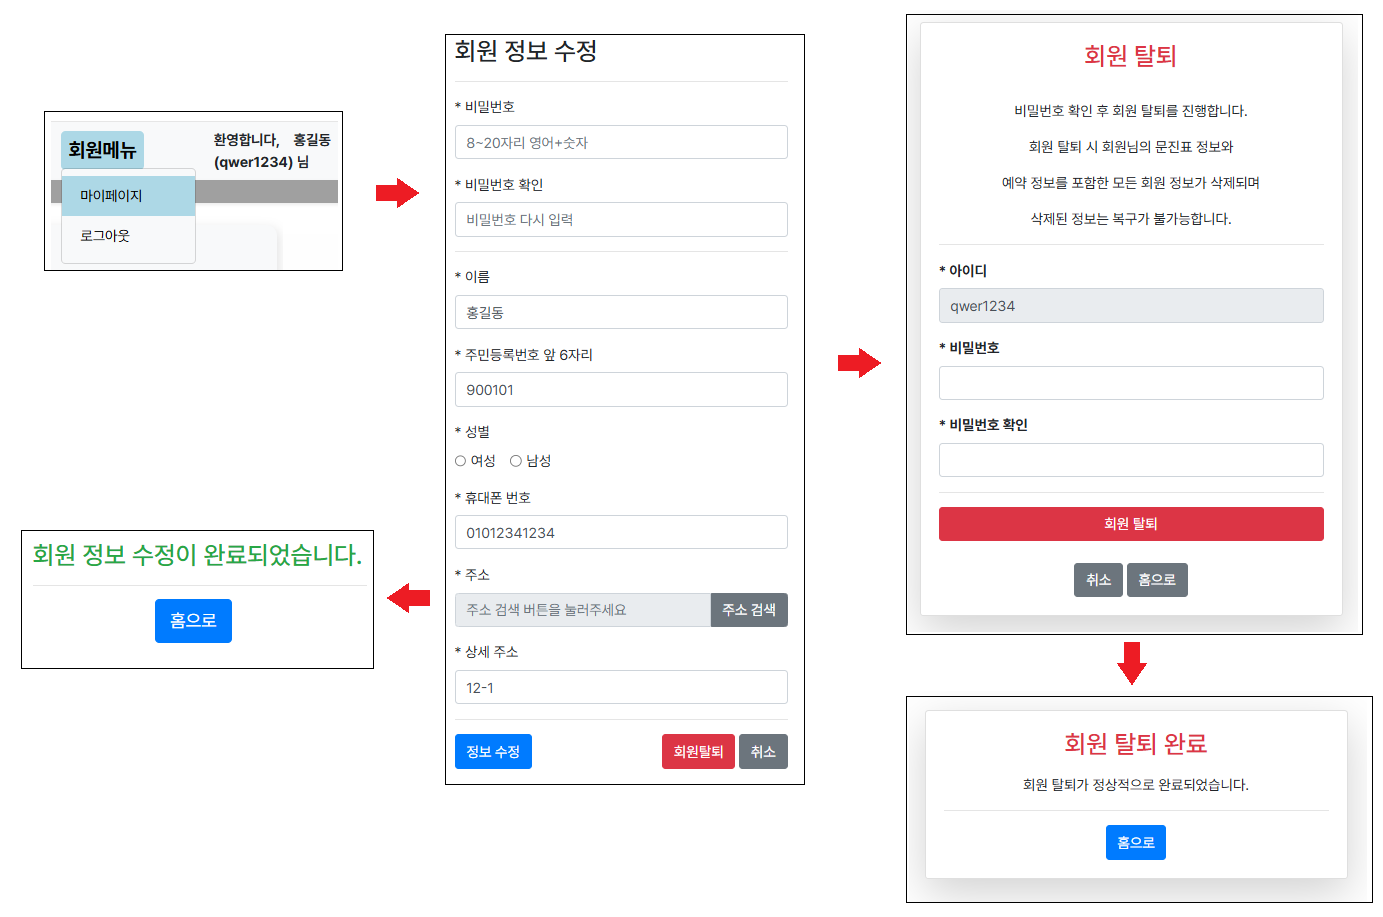 회원메뉴
환영합니다, 홍길동
(qwer1234) 님
마이페이지
로그아웃
회원 정보 수정
* 비밀번호
8~20자리 영어+숫자
* 비밀번호 확인
비밀번호 다시 입력
* 이름
홍길동
* 주민등록번호 앞 6자리
900101
* 성별
여성 남성
* 휴대폰 번호
01012341234
* 주소
주소 검색 버튼을 눌러주세요 주소 검색
* 상세 주소
12-1
정보 수정 회원탈퇴 취소
회원 정보 수정이 완료되었습니다.
홈으로
회원 탈퇴
비밀번호 확인 후 회원 탈퇴를 진행합니다.
회원 탈퇴 시 회원님의 문진표 정보와
예약 정보를 포함한 모든 회원 정보가 삭제되며
삭제된 정보는 복구가 불가능합니다.
* 아이디
qwer1234
* 비밀번호
* 비밀번호 확인
회원 탈퇴
취소 홈으로
회원 탈퇴 완료
회원 탈퇴가 정상적으로 완료되었습니다.
홈으로